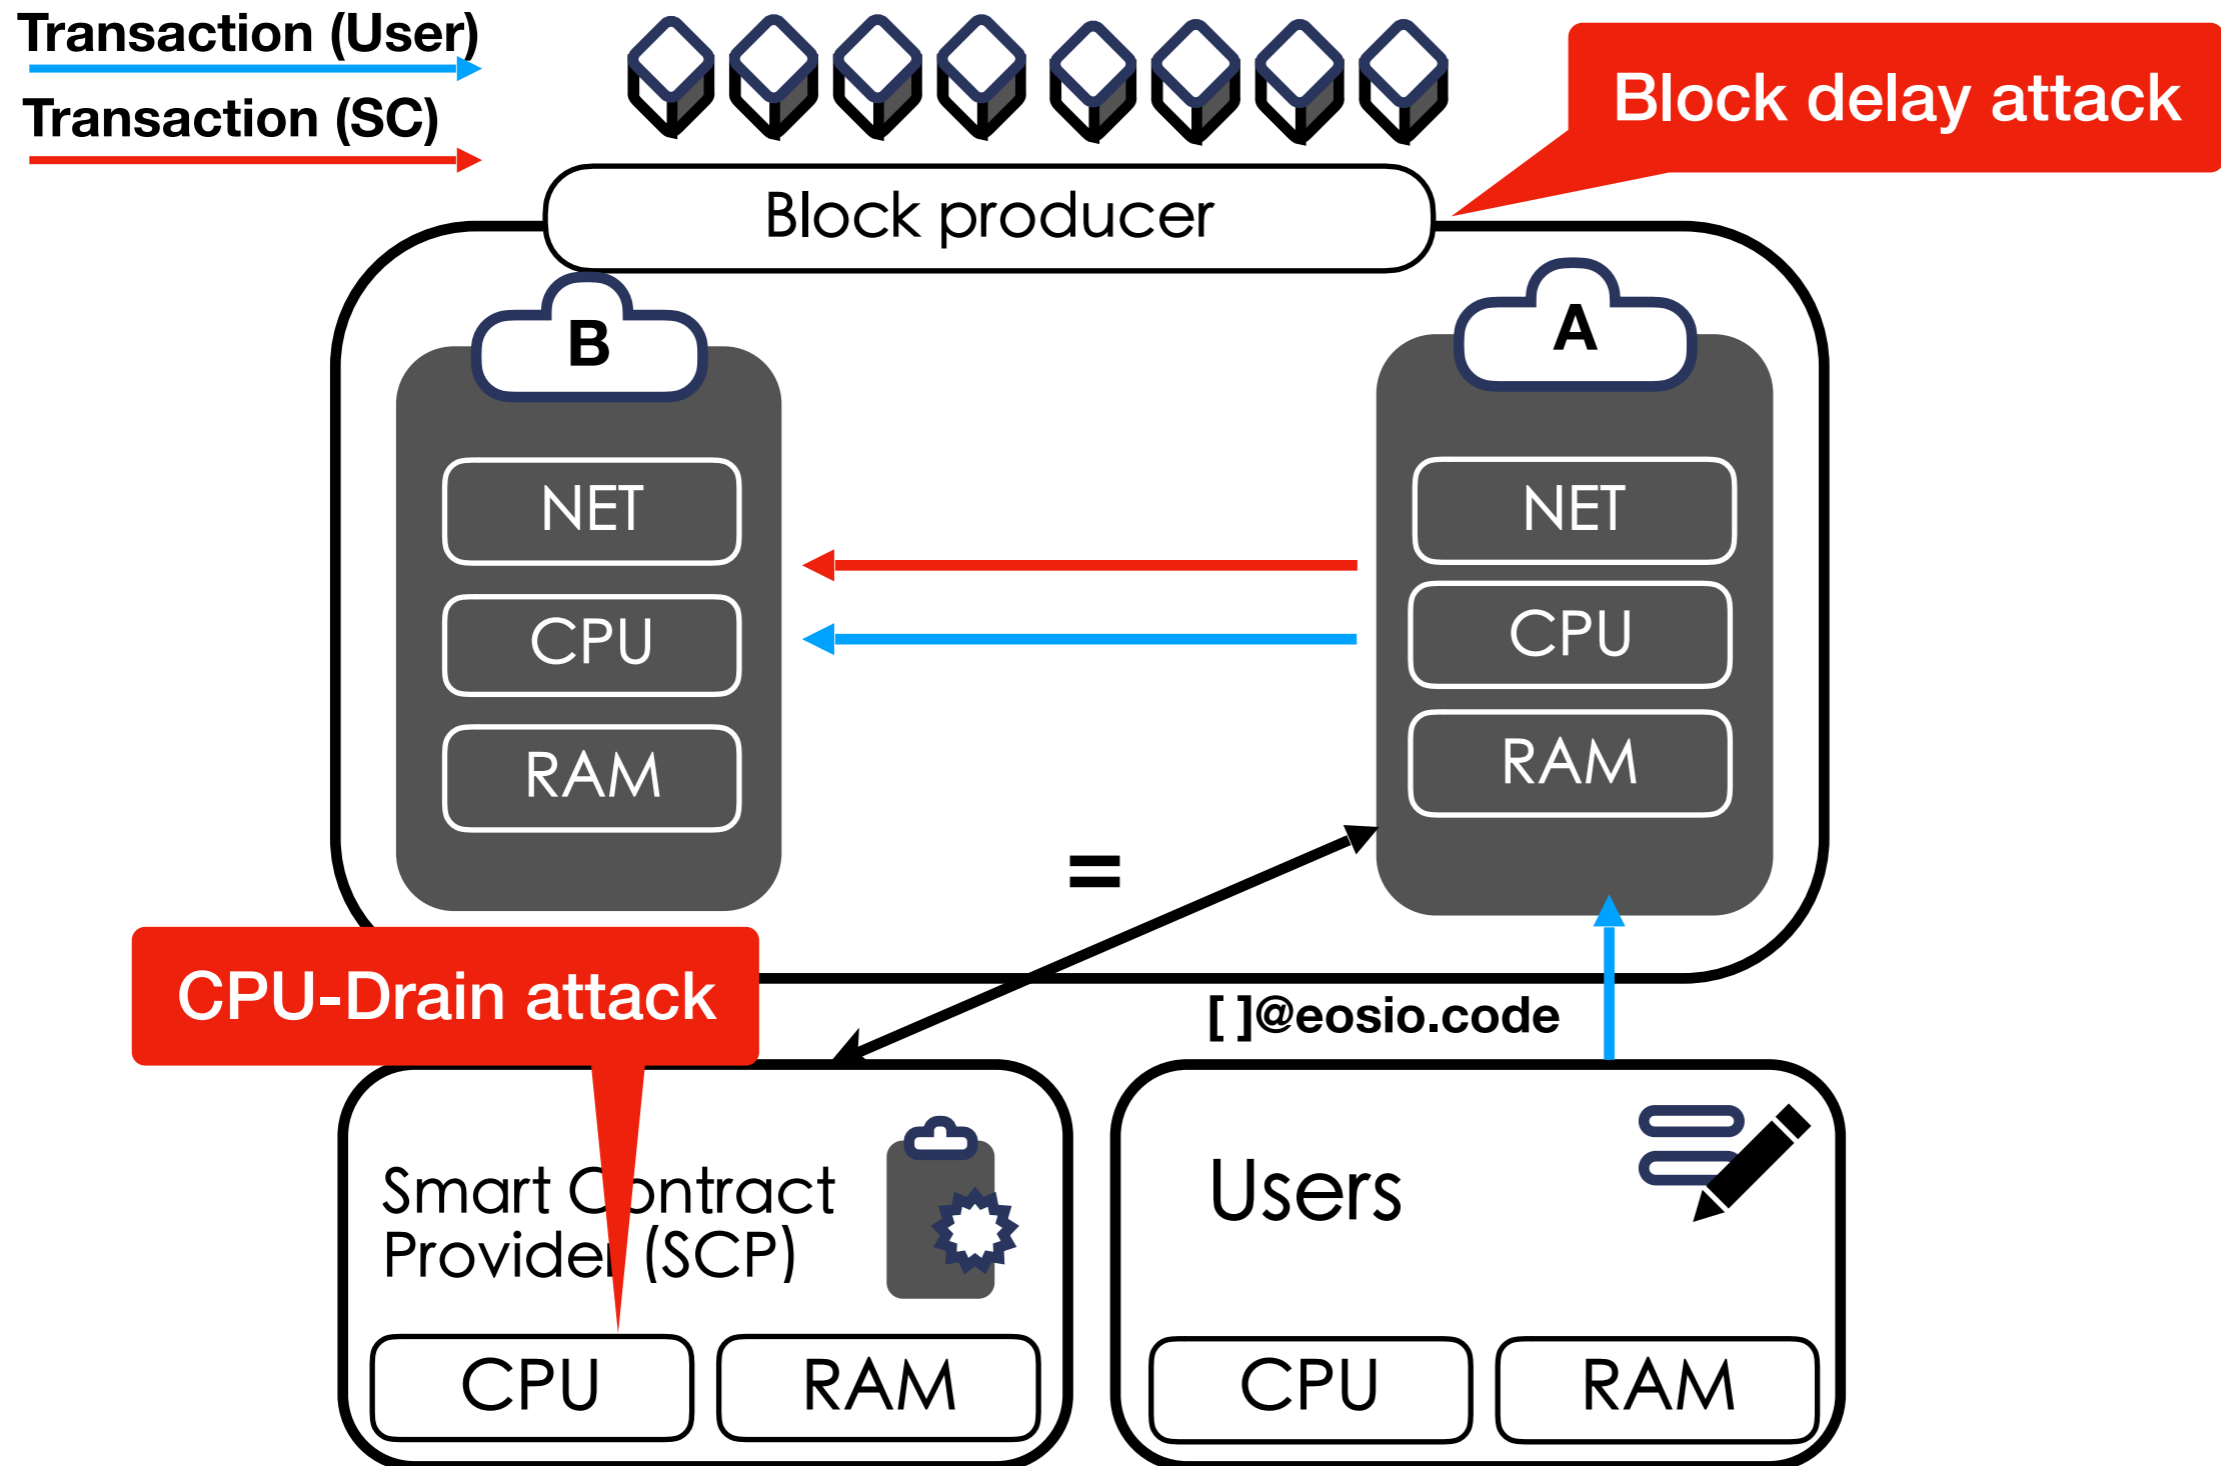 Transaction (User)
Transaction (SC)
Block delay attack
Block producer
B
A
NET
NET
CPU
CPU
RAM
RAM
=
CPU-Drain attack
[ ]@eosio.code
Smart Contract
Provider (SCP)
Users
CPU
RAM
CPU
RAM